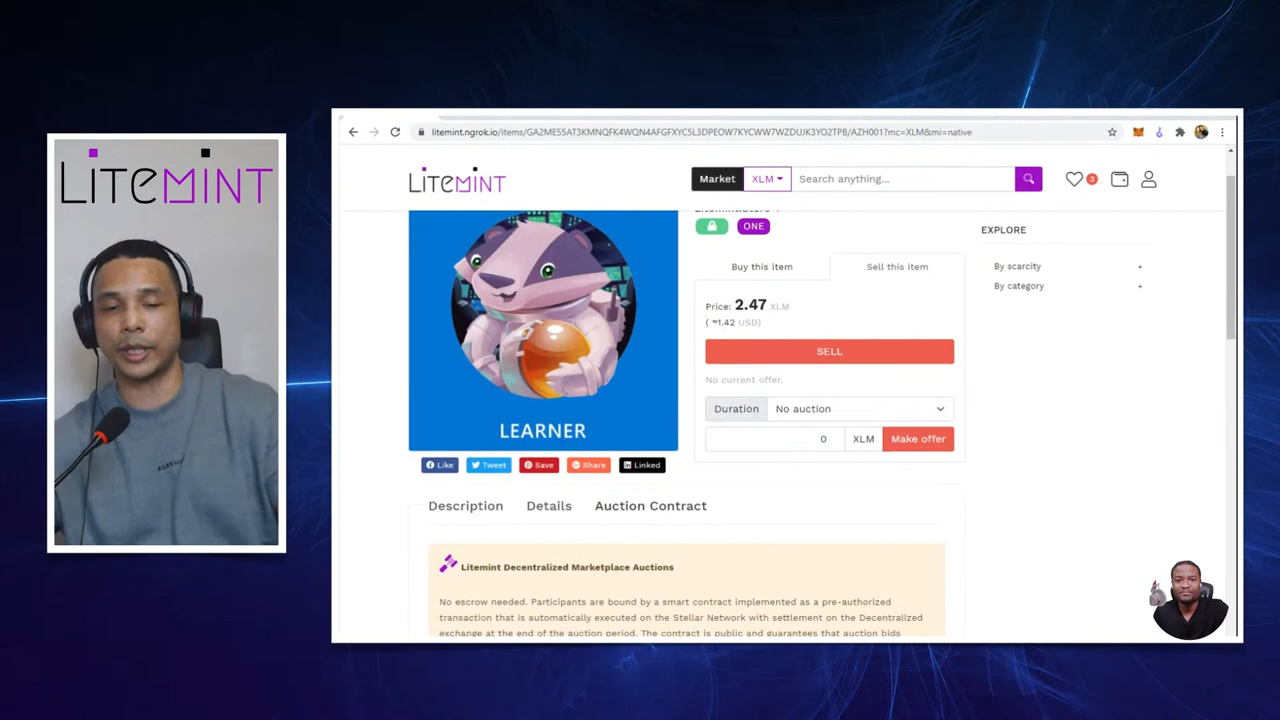 LITEMINT
litemint.ngrok.io/items/GA2ME55AT3KMNQFK4WQN4AFGFXYC5L3DPEOW7KYCWW7WZDUJK3YO2TPB/AZH001?mc=XLM&mi=native
LITEMINT
Market
XLM
Search anything...
3
ONE
EXPLORE
By scarcity +
By category +
Buy this item
Sell this item
Price: 2.47 XLM
( ≈1.42 USD)
SELL
No current offer.
Duration
No auction
0
XLM
Make offer
LEARNER
Like
Tweet
Save
Share
Linked
Description
Details
Auction Contract
Litemint Decentralized Marketplace Auctions
No escrow needed. Participants are bound by a smart contract implemented as a pre-authorized
transaction that is automatically executed on the Stellar Network with settlement on the Decentralized
exchange at the end of the auction period. The contract is public and guarantees that auction bids